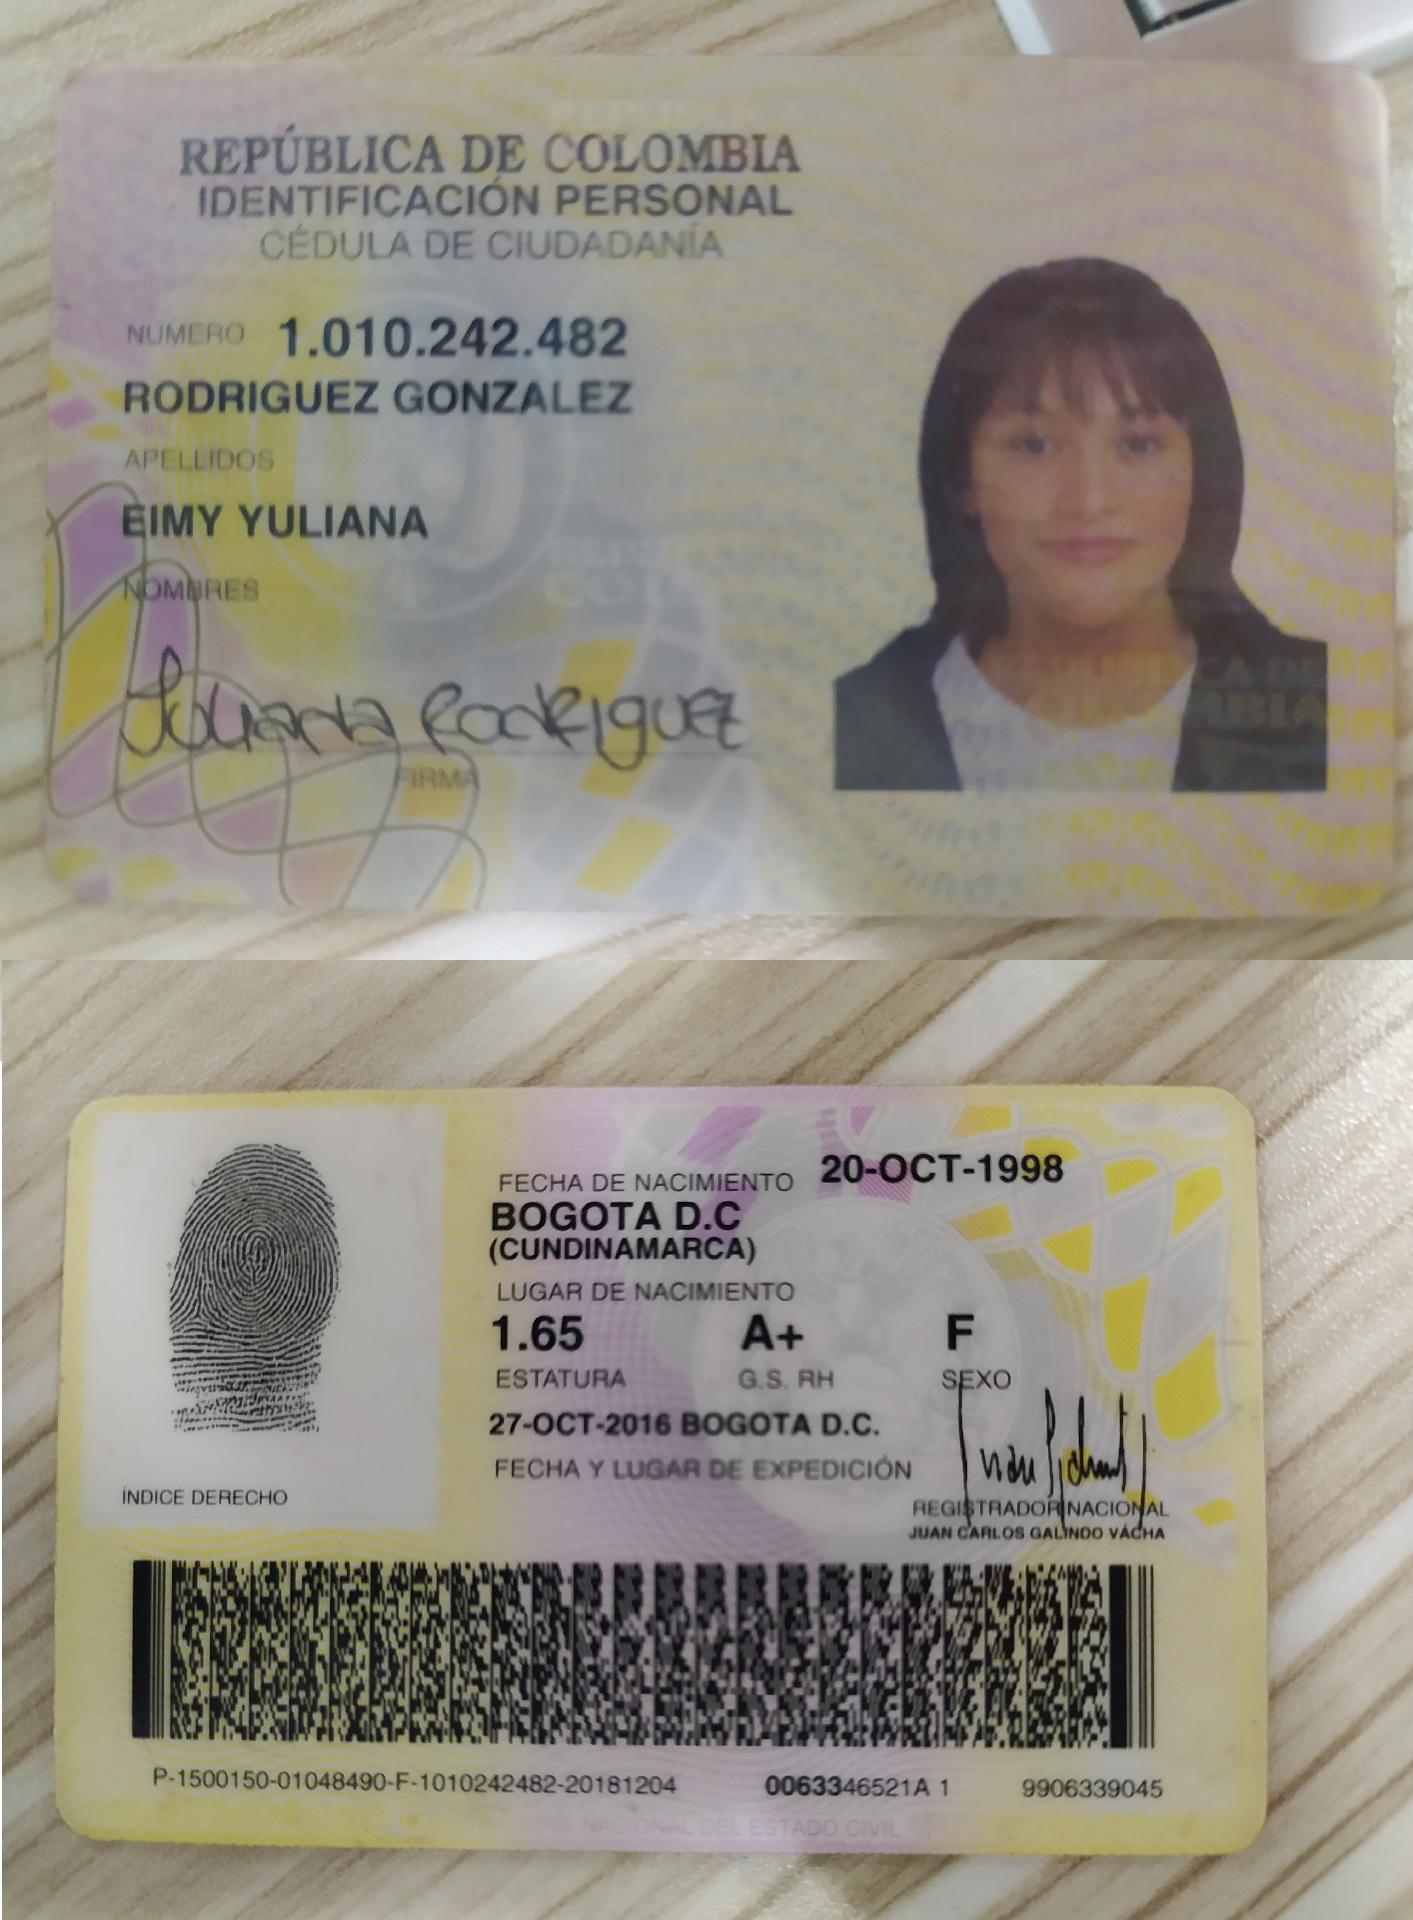 REPÚBLICA DE COLOMBIA
IDENTIFICACIÓN PERSONAL
CÉDULA DE CIUDADANÍA
NUMERO 1.010.242.482
RODRIGUEZ GONZALEZ
APELLIDOS
EIMY YULIANA
NOMBRES
Yuliana Rodriguez
FIRMA
FECHA DE NACIMIENTO 20-OCT-1998
BOGOTA D.C
(CUNDINAMARCA)
LUGAR DE NACIMIENTO
1.65 A+ F
ESTATURA G.S. RH SEXO
27-OCT-2016 BOGOTA D.C.
FECHA Y LUGAR DE EXPEDICIÓN
ÍNDICE DERECHO
REGISTRADOR NACIONAL
JUAN CARLOS GALINDO VÁCHA
P-1500150-01048490-F-1010242482-20181204 0063346521A 1 9906339045
NACIONAL DEL ESTADO CIVIL